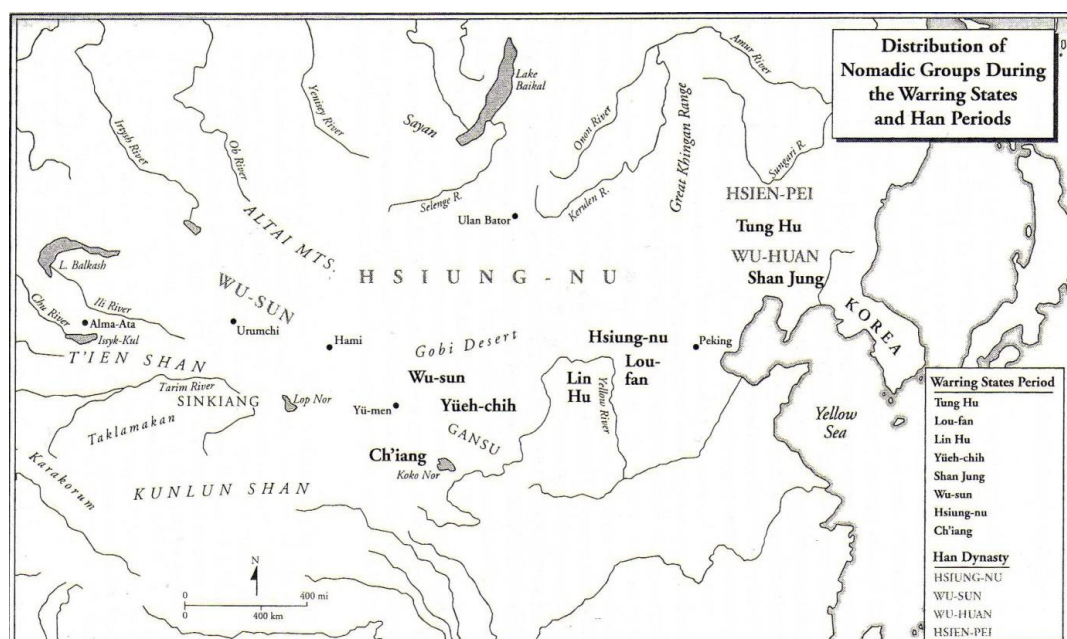 Distribution of
Nomadic Groups During
the Warring States
and Han Periods
Irtysh River
Ob River
Yenisey River
Sayan
Lake
Baikal
Selenge R.
Ulan Bator
Onon River
Kerulen R.
Amur River
Great Khingan Range
Sungari R.
HSIEN-PEI
Tung Hu
WU-HUAN
Shan Jung
KOREA
ALTAI MTS.
HSIUNG-NU
L. Balkash
WU-SUN
Chu River
Ili River
Alma-Ata
Issyk-Kul
Urumchi
Hami
T'IEN SHAN
Gobi Desert
Hsiung-nu
Lou-
fan
Peking
Wu-sun
Lin
Hu
Yellow River
Tarim River
SINKIANG
Lop Nor
Yü-men
Yüeh-chih
GANSU
Taklamakan
Ch'iang
Koko Nor
Karakorum
KUNLUN SHAN
Yellow
Sea
N
0
400 mi
0
400 km
Warring States Period
Tung Hu
Lou-fan
Lin Hu
Yüeh-chih
Shan Jung
Wu-sun
Hsiung-nu
Ch'iang
Han Dynasty
HSIUNG-NU
WU-SUN
WU-HUAN
HSIEN-PEI